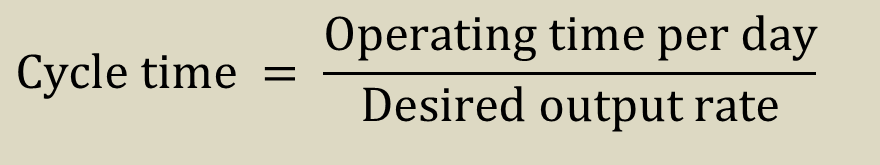 Cycle time = Operating time per day
Desired output rate